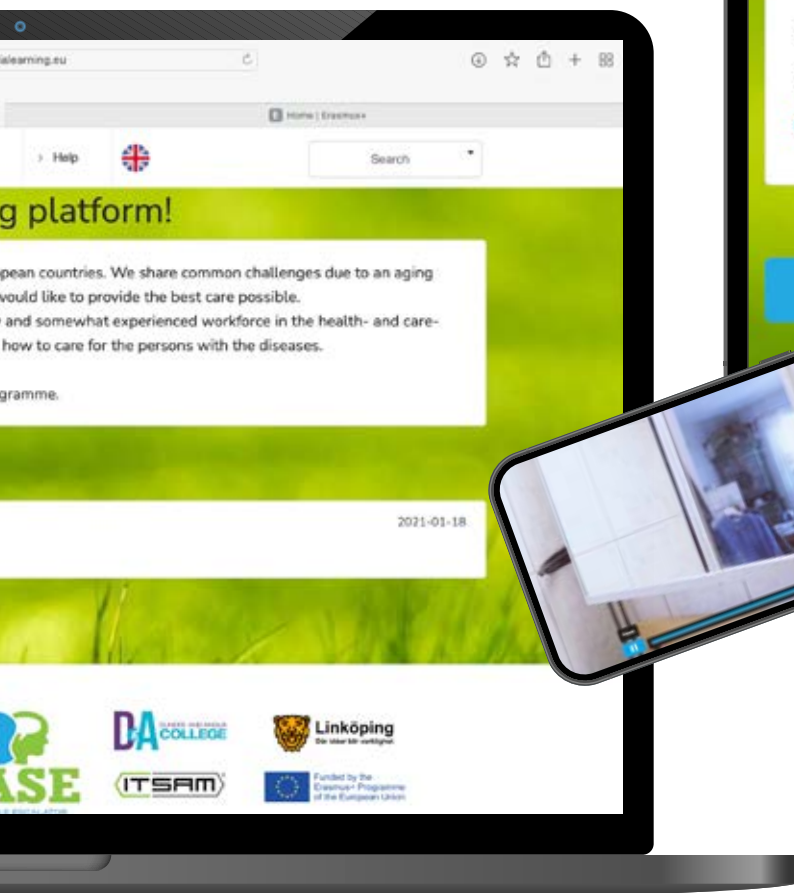 ialearning.eu
Home | Erasmus+
> Help
Search
g platform!
pean countries. We share common challenges due to an aging
would like to provide the best care possible.
and somewhat experienced workforce in the health- and care-
how to care for the persons with the diseases.
gramme.
2021-01-18
D&A COLLEGE
Linköping
ASE
ITSAM
Funded by the
Erasmus+ Programme
of the European Union